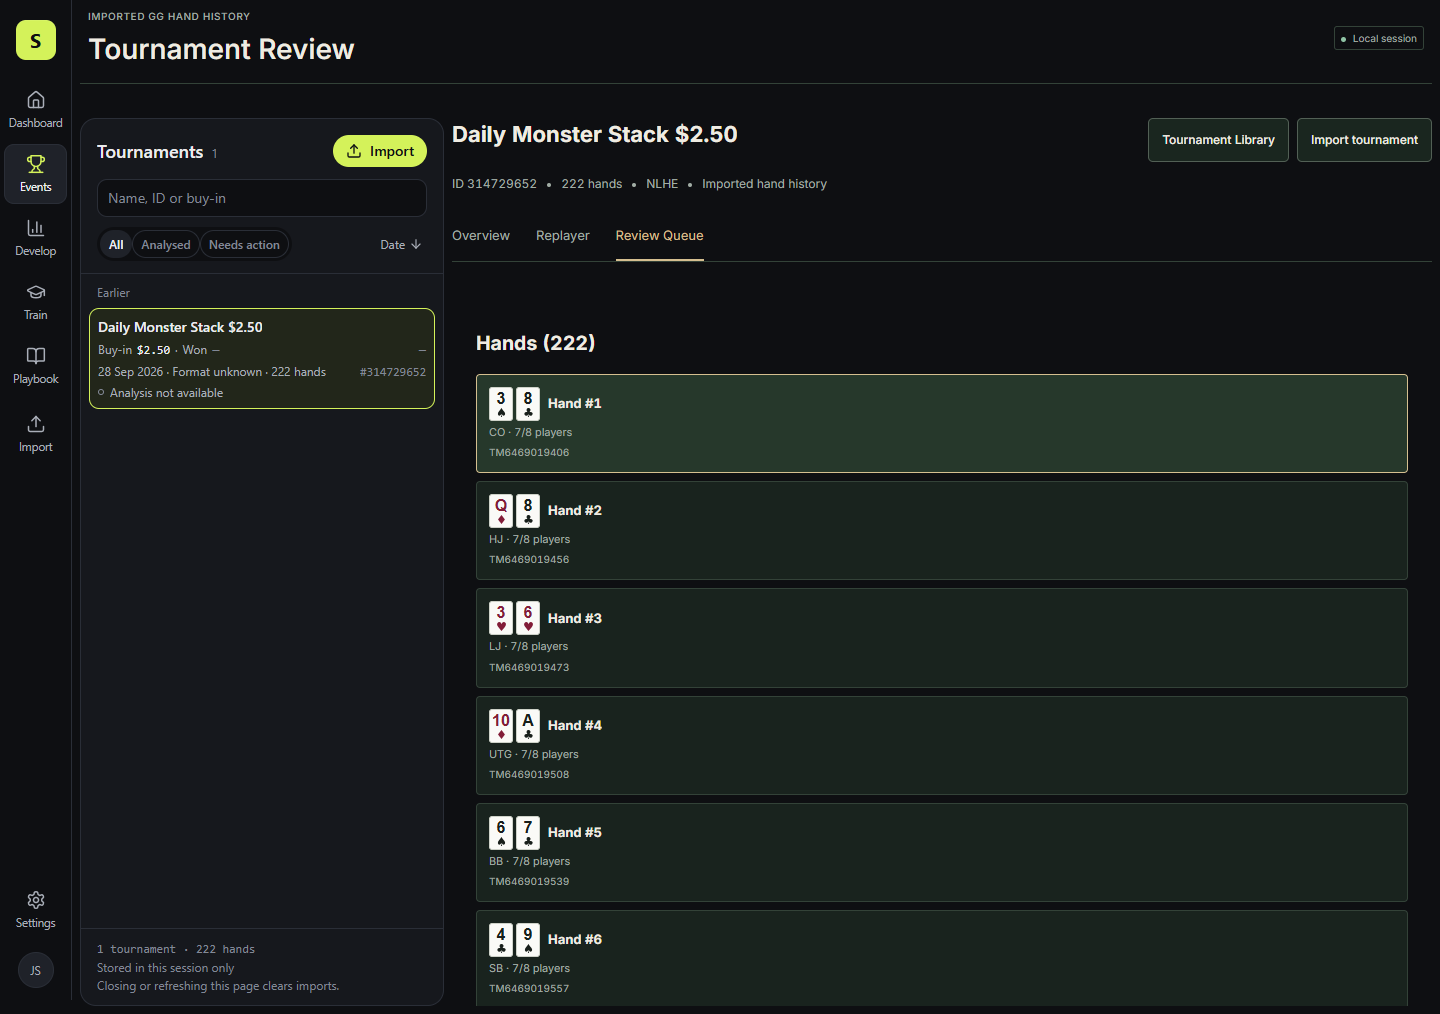 S
Dashboard
Events
Develop
Train
Playbook
Import
Settings
JS
IMPORTED GG HAND HISTORY
Tournament Review
Local session
Tournaments 1
Import
Name, ID or buy-in
All
Analysed
Needs action
Date
Earlier
Daily Monster Stack $2.50
Buy-in $2.50 · Won — —
28 Sep 2026 · Format unknown · 222 hands #314729652
Analysis not available
1 tournament · 222 hands
Stored in this session only
Closing or refreshing this page clears imports.
Daily Monster Stack $2.50
Tournament Library
Import tournament
ID 314729652 • 222 hands • NLHE • Imported hand history
Overview
Replayer
Review Queue
Hands (222)
3♠ 8♣ Hand #1
CO · 7/8 players
TM6469019406
Q♦ 8♣ Hand #2
HJ · 7/8 players
TM6469019456
3♥ 6♥ Hand #3
LJ · 7/8 players
TM6469019473
10♦ A♣ Hand #4
UTG · 7/8 players
TM6469019508
6♠ 7♣ Hand #5
BB · 7/8 players
TM6469019539
4♣ 9♠ Hand #6
SB · 7/8 players
TM6469019557